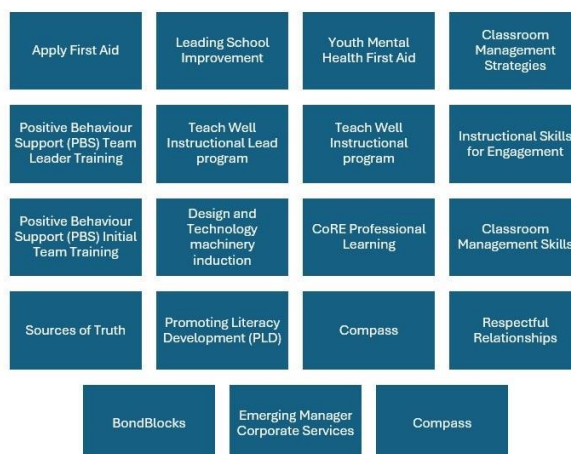 Apply First Aid
Leading School
Improvement
Youth Mental
Health First Aid
Classroom
Management
Strategies
Positive Behaviour
Support (PBS) Team
Leader Training
Teach Well
Instructional Lead
program
Teach Well
Instructional
program
Instructional Skills
for Engagement
Positive Behaviour
Support (PBS) Initial
Team Training
Design and
Technology
machinery
induction
CoRE Professional
Learning
Classroom
Management Skills
Sources of Truth
Promoting Literacy
Development (PLD)
Compass
Respectful
Relationships
BondBlocks
Emerging Manager
Corporate Services
Compass